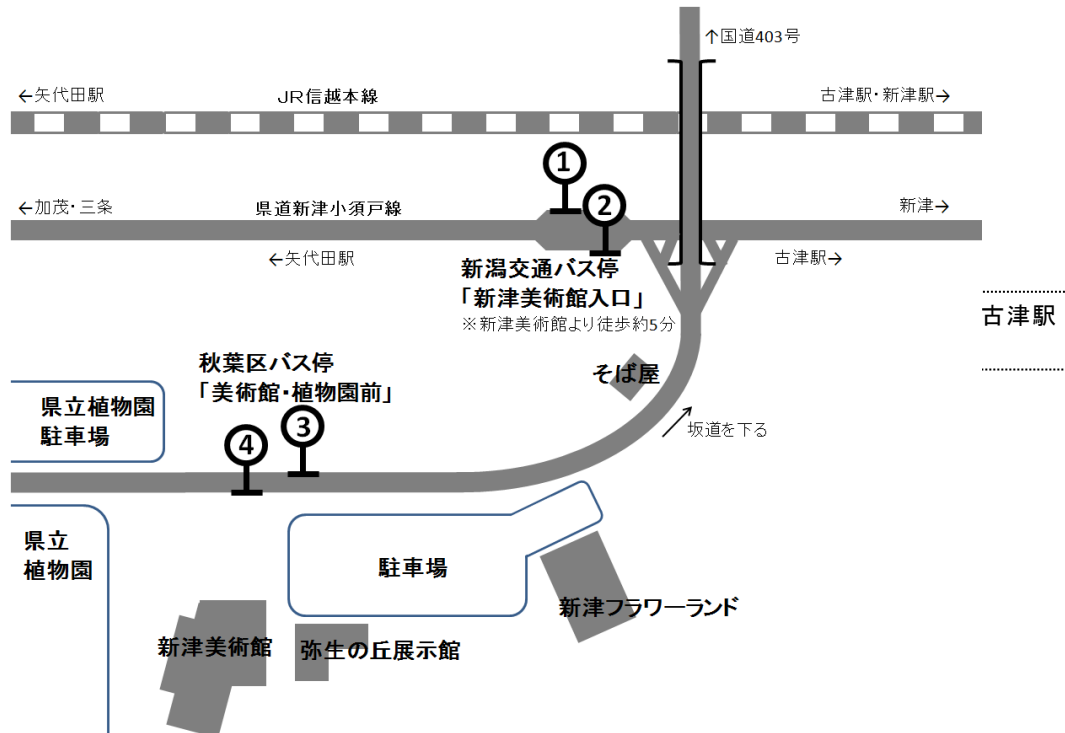 ↑国道403号
←矢代田駅
JR信越本線
古津駅・新津駅→
1
2
←加茂・三条
県道新津小須戸線
新津→
←矢代田駅
古津駅→
新潟交通バス停
「新津美術館入口」
※新津美術館より徒歩約5分
古津駅
秋葉区バス停
「美術館・植物園前」
そば屋
県立植物園
駐車場
3
4
坂道を下る
県立
植物園
駐車場
新津フラワーランド
新津美術館
弥生の丘展示館